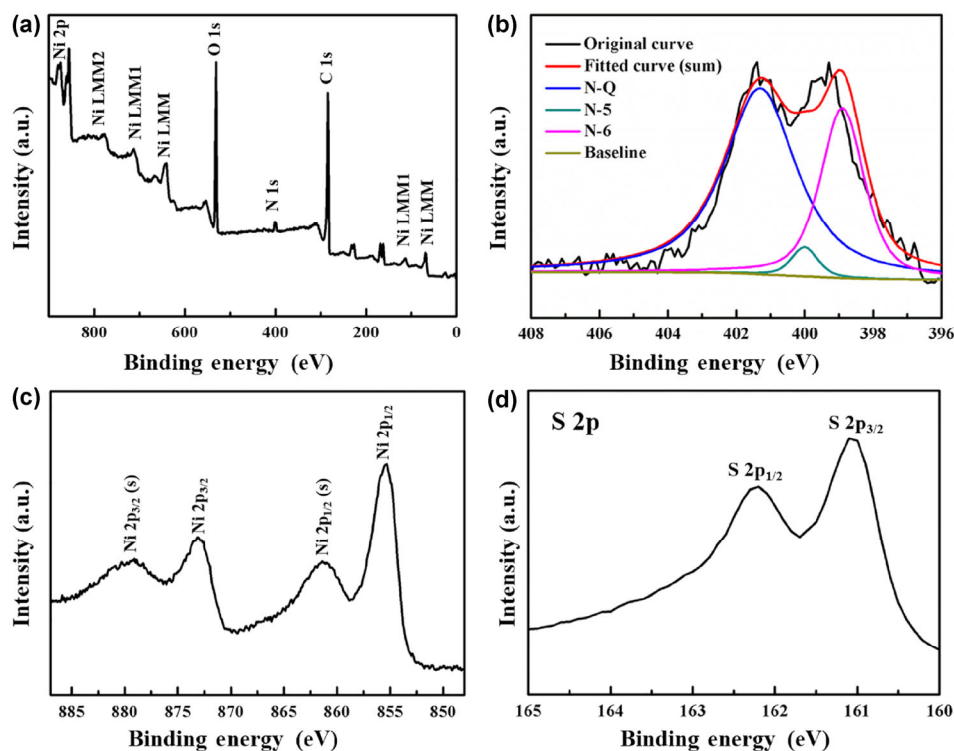 (a)
Ni 2p
Ni LMM2
Ni LMM1
Ni LMM
O 1s
N 1s
C 1s
Ni LMM1
Ni LMM
Intensity (a.u.)
800 600 400 200 0
Binding energy (eV)
(b)
Original curve
Fitted curve (sum)
N-Q
N-5
N-6
Baseline
Intensity (a.u.)
408 406 404 402 400 398 396
Binding energy (eV)
(c)
Ni 2p3/2 (s)
Ni 2p3/2
Ni 2p1/2 (s)
Ni 2p1/2
Intensity (a.u.)
885 880 875 870 865 860 855 850
Binding energy (eV)
(d)
S 2p
S 2p1/2
S 2p3/2
Intensity (a.u.)
165 164 163 162 161 160
Binding energy (eV)